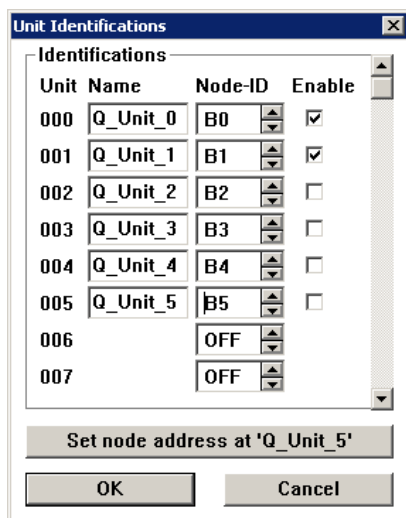 Unit Identifications
Identifications
Unit Name Node-ID Enable
000 Q_Unit_0 B0
001 Q_Unit_1 B1
002 Q_Unit_2 B2
003 Q_Unit_3 B3
004 Q_Unit_4 B4
005 Q_Unit_5 B5
006 OFF
007 OFF
Set node address at 'Q_Unit_5'
OK Cancel